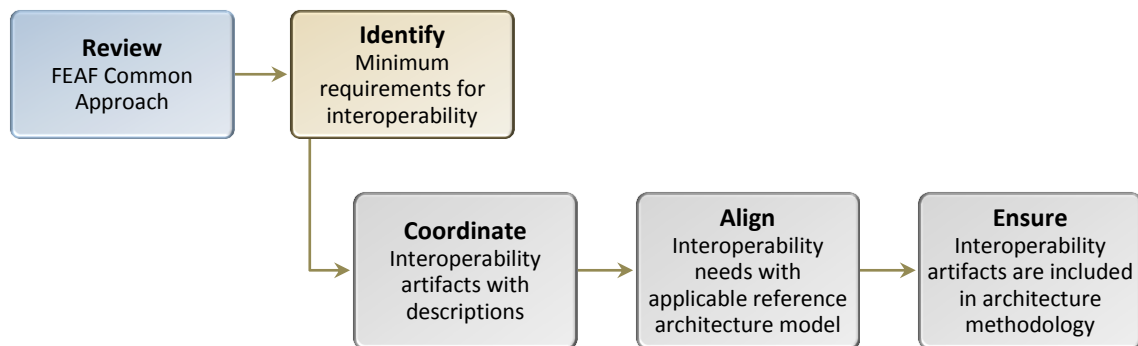 Review
FEAF Common
Approach
Identify
Minimum
requirements for
interoperability
Coordinate
Interoperability
artifacts with
descriptions
Align
Interoperability
needs with
applicable reference
architecture model
Ensure
Interoperability
artifacts are included
in architecture
methodology